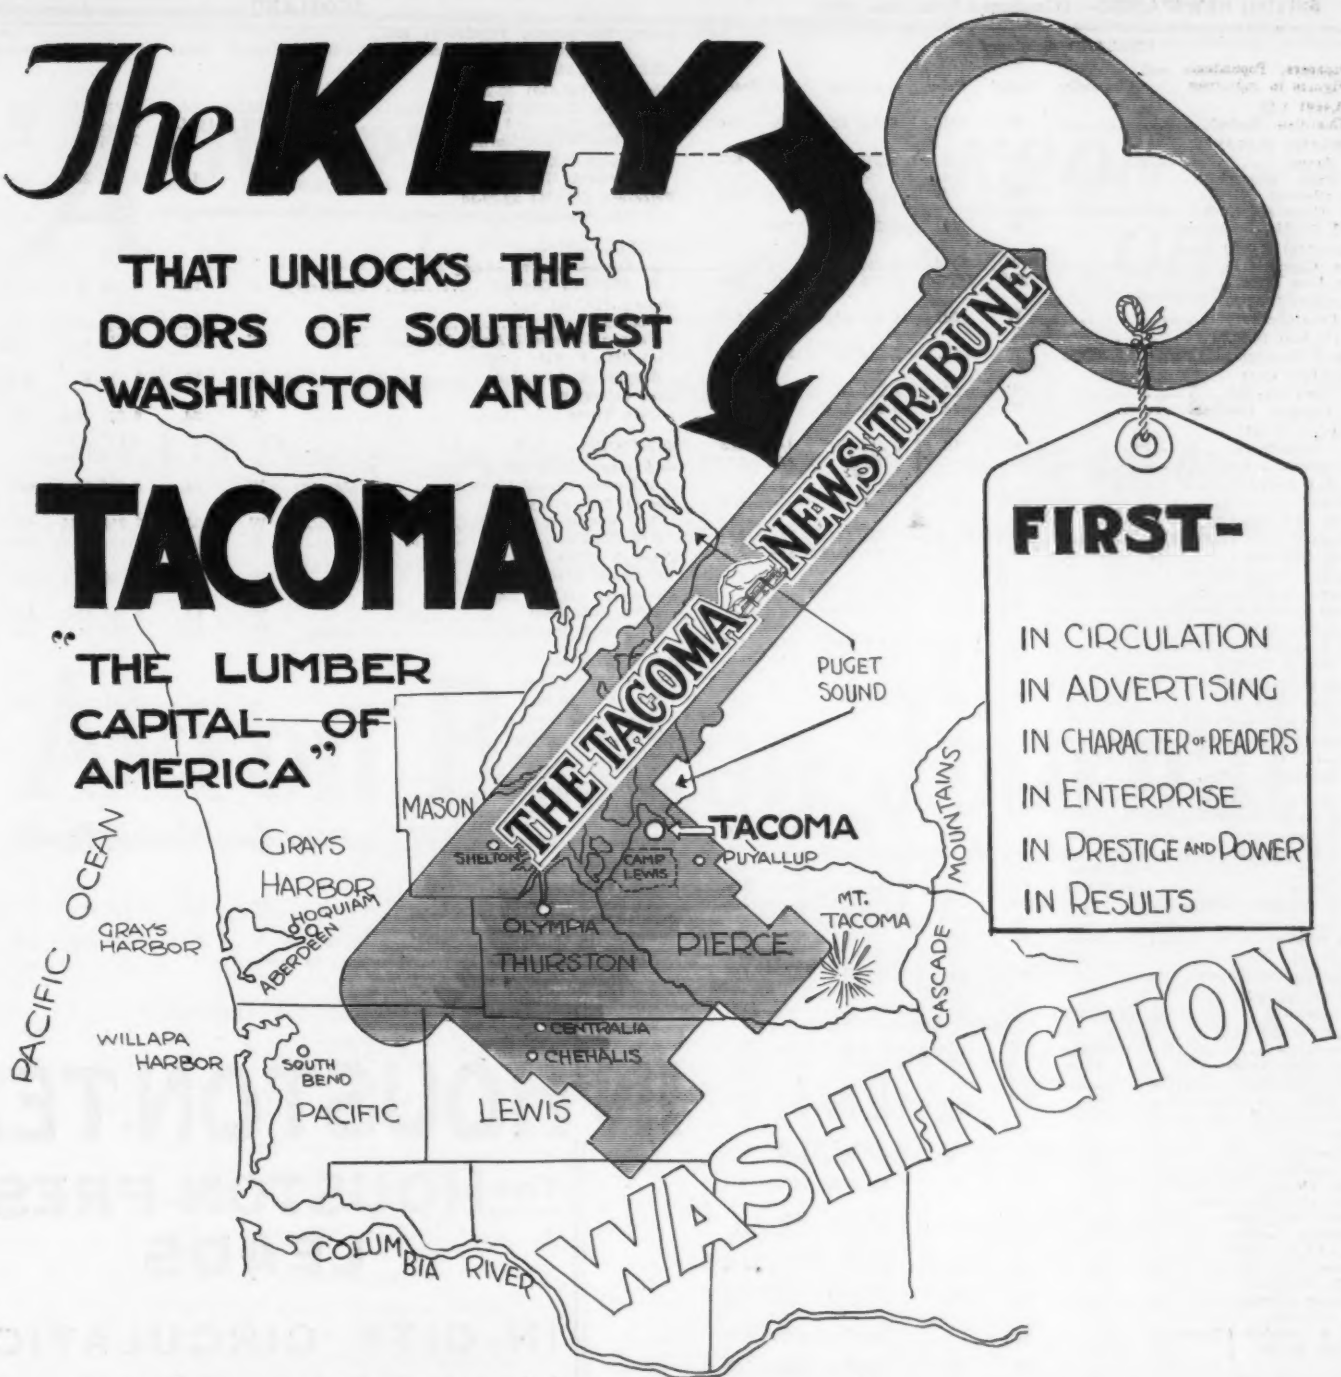 The KEY
THAT UNLOCKS THE
DOORS OF SOUTHWEST
WASHINGTON AND
TACOMA
"THE LUMBER
CAPITAL OF
AMERICA"
THE TACOMA NEWS TRIBUNE
FIRST-
IN CIRCULATION
IN ADVERTISING
IN CHARACTER OF READERS
IN ENTERPRISE
IN PRESTIGE AND POWER
IN RESULTS
PUGET
SOUND
MASON
SHELTON
TACOMA
CAMP
LEWIS
PUYALLUP
GRAYS
HARBOR
HOQUIAM
ABERDEEN
GRAYS
HARBOR
PACIFIC OCEAN
OLYMPIA
THURSTON
PIERCE
MT.
TACOMA
CASCADE MOUNTAINS
WILLAPA
HARBOR
SOUTH
BEND
PACIFIC
CENTRALIA
CHEHALIS
LEWIS
COLUMBIA RIVER
WASHINGTON